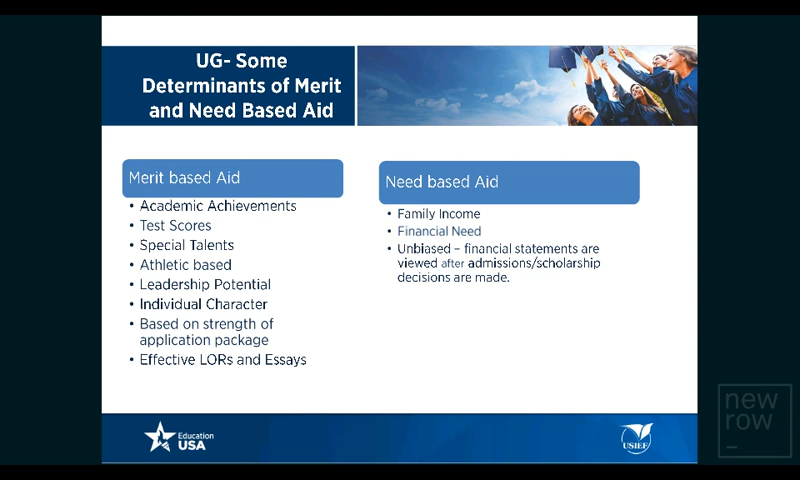 UG- Some
Determinants of Merit
and Need Based Aid
Merit based Aid
• Academic Achievements
• Test Scores
• Special Talents
• Athletic based
• Leadership Potential
• Individual Character
• Based on strength of
application package
• Effective LORs and Essays
Need based Aid
• Family Income
• Financial Need
• Unbiased – financial statements are
viewed after admissions/scholarship
decisions are made.
Education
USA
USIEF
new
row